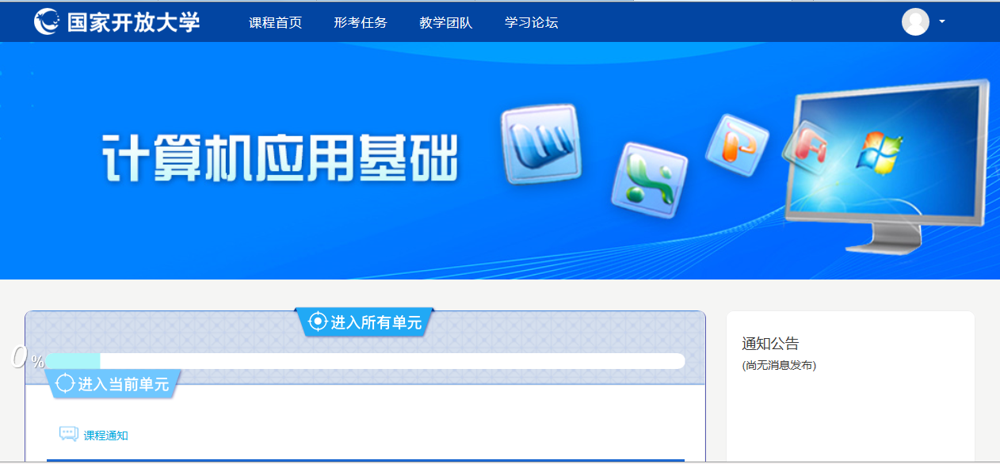 国家开放大学
课程首页
形考任务
教学团队
学习论坛
计算机应用基础
进入所有单元
0 %
进入当前单元
课程通知
通知公告
(尚无消息发布)